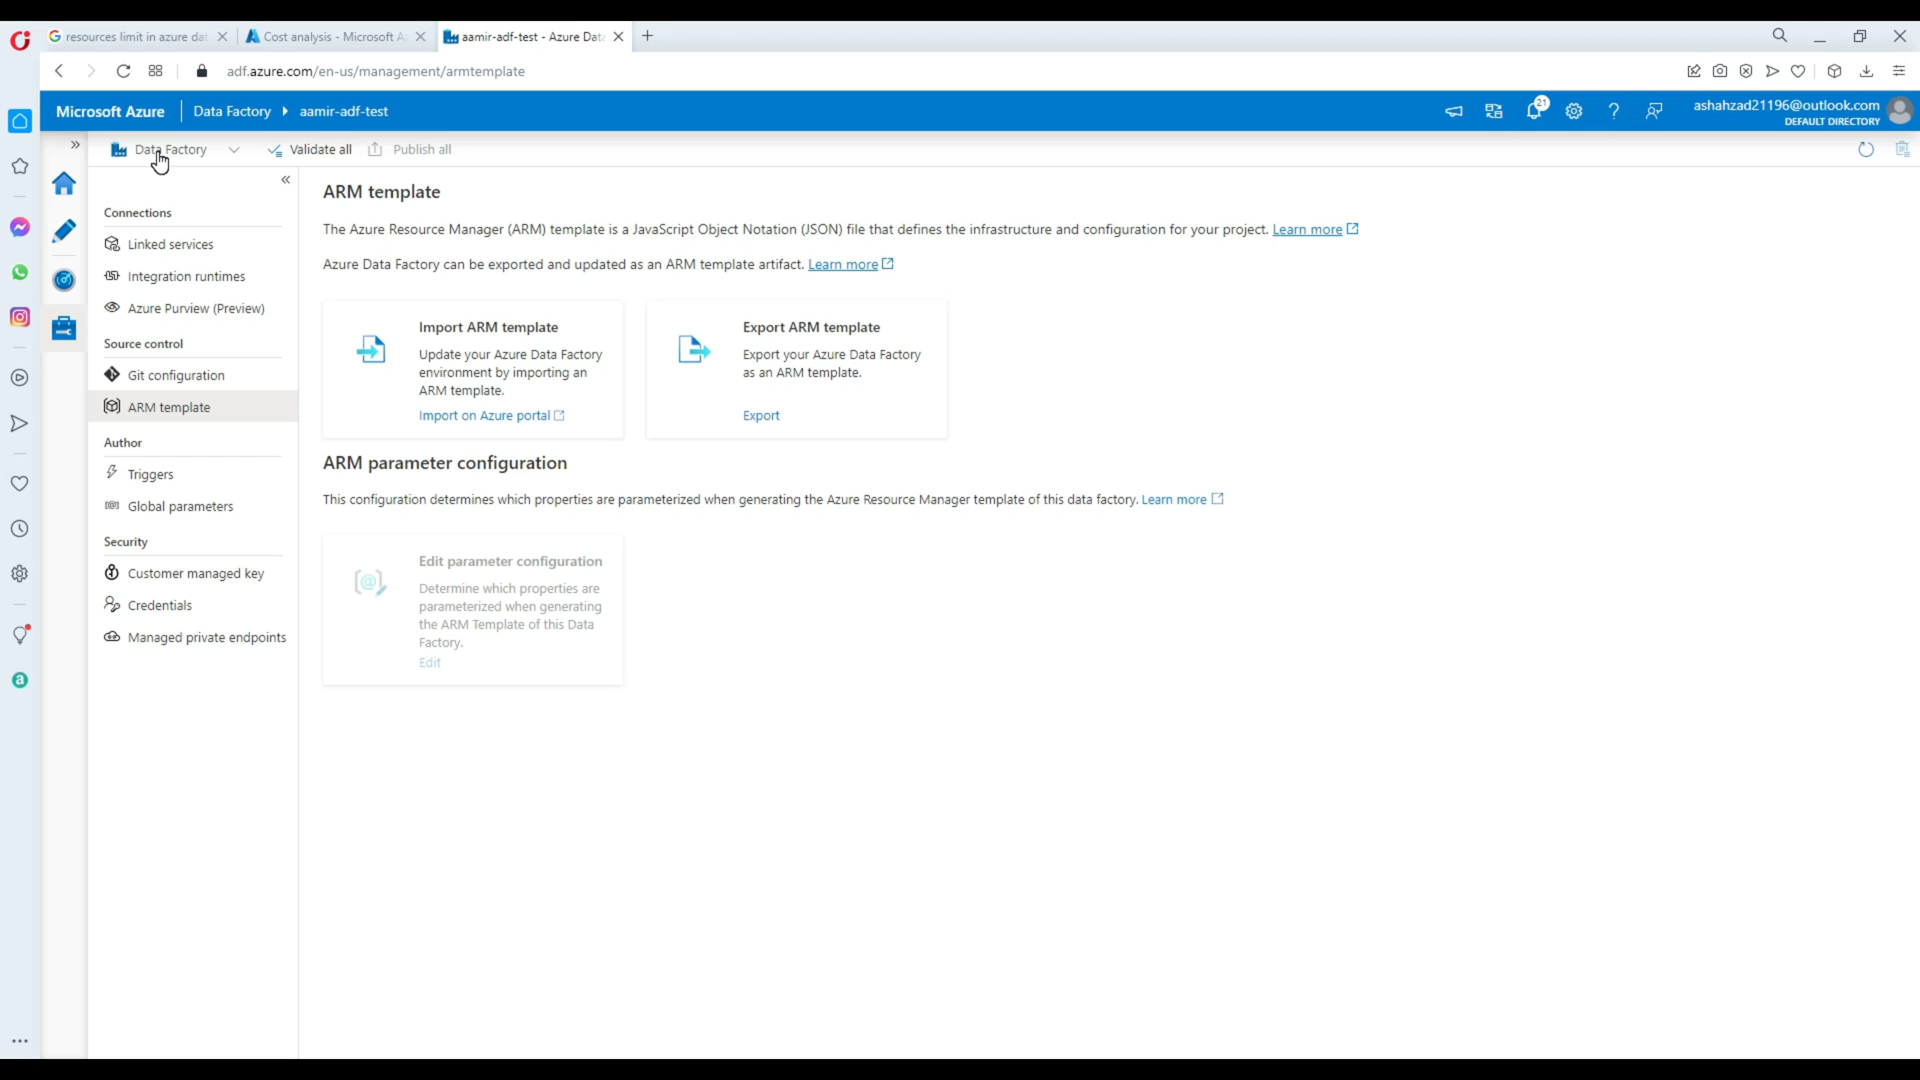 resources limit in azure dat
Cost analysis - Microsoft A
aamir-adf-test - Azure Data
adf.azure.com/en-us/management/armtemplate
Microsoft Azure
Data Factory
aamir-adf-test
21
ashahzad21196@outlook.com
DEFAULT DIRECTORY
Data Factory
Validate all
Publish all
Connections
Linked services
Integration runtimes
Azure Purview (Preview)
Source control
Git configuration
ARM template
Author
Triggers
Global parameters
Security
Customer managed key
Credentials
Managed private endpoints
ARM template
The Azure Resource Manager (ARM) template is a JavaScript Object Notation (JSON) file that defines the infrastructure and configuration for your project. Learn more
Azure Data Factory can be exported and updated as an ARM template artifact. Learn more
Import ARM template
Update your Azure Data Factory
environment by importing an
ARM template.
Import on Azure portal
Export ARM template
Export your Azure Data Factory
as an ARM template.
Export
ARM parameter configuration
This configuration determines which properties are parameterized when generating the Azure Resource Manager template of this data factory. Learn more
Edit parameter configuration
Determine which properties are
parameterized when generating
the ARM Template of this Data
Factory.
Edit